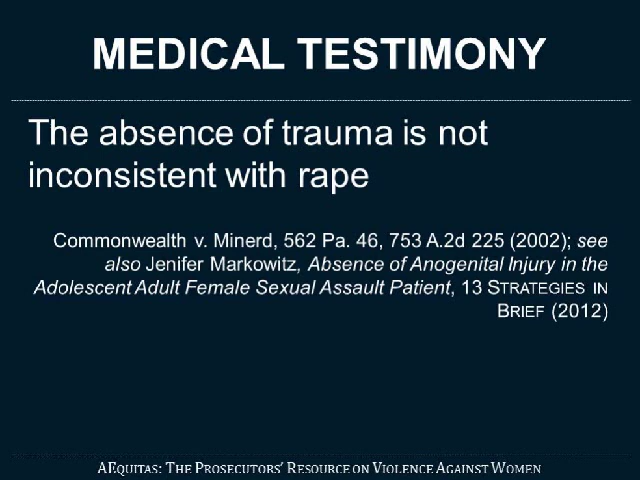 MEDICAL TESTIMONY
The absence of trauma is not
inconsistent with rape
Commonwealth v. Minerd, 562 Pa. 46, 753 A.2d 225 (2002); see
also Jenifer Markowitz, Absence of Anogenital Injury in the
Adolescent Adult Female Sexual Assault Patient, 13 STRATEGIES IN
BRIEF (2012)
AEQUITAS: THE PROSECUTORS' RESOURCE ON VIOLENCE AGAINST WOMEN